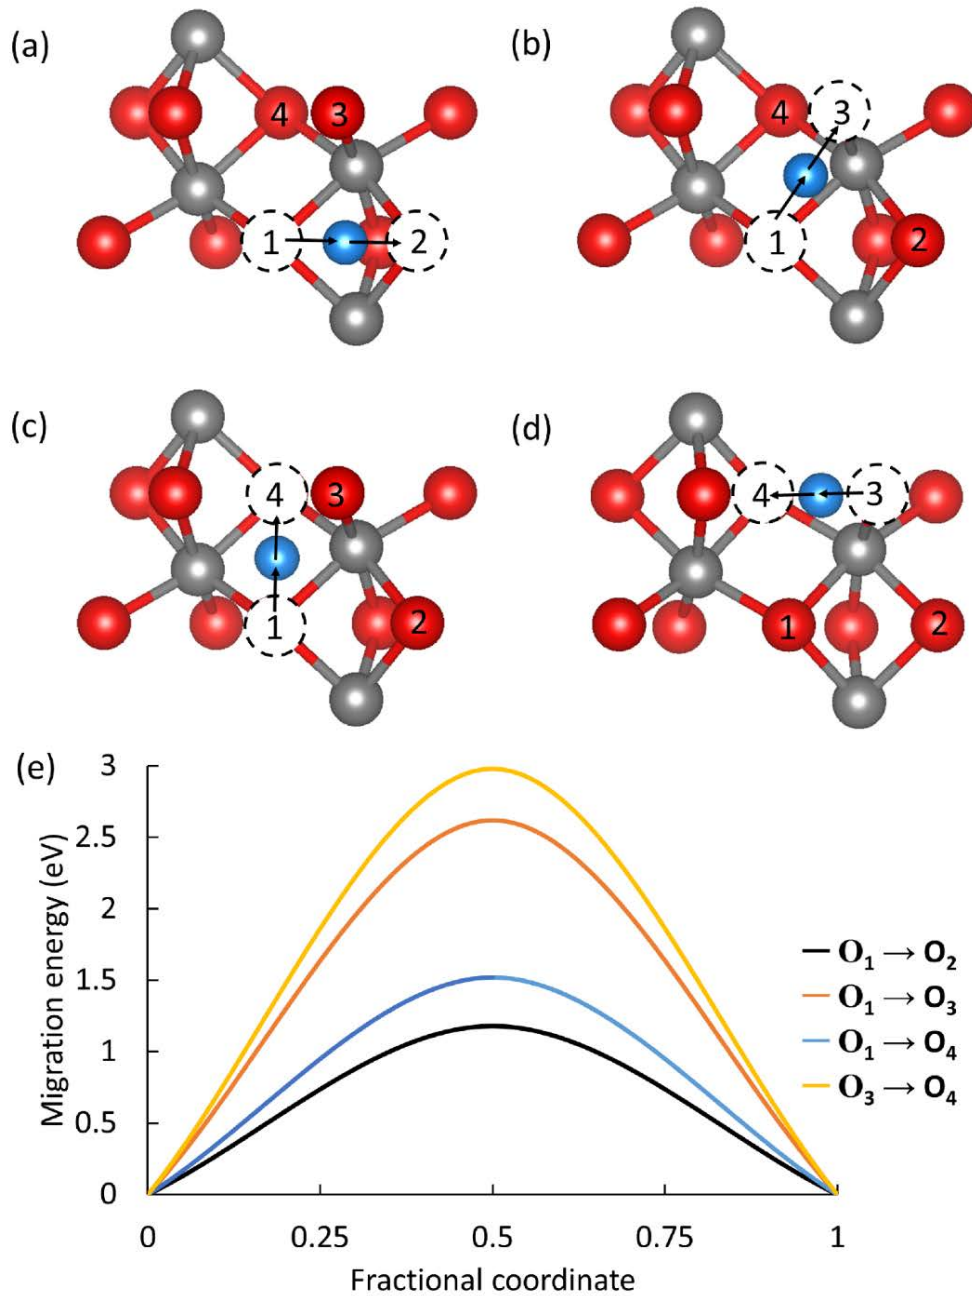 (a)
4
3
1
2
(b)
4
3
1
2
(c)
4
3
1
2
(d)
4
3
1
2
(e)
Migration energy (eV)
3
2.5
2
1.5
1
0.5
0
0
0.25
0.5
0.75
1
Fractional coordinate
O₁ → O₂
O₁ → O₃
O₁ → O₄
O₃ → O₄